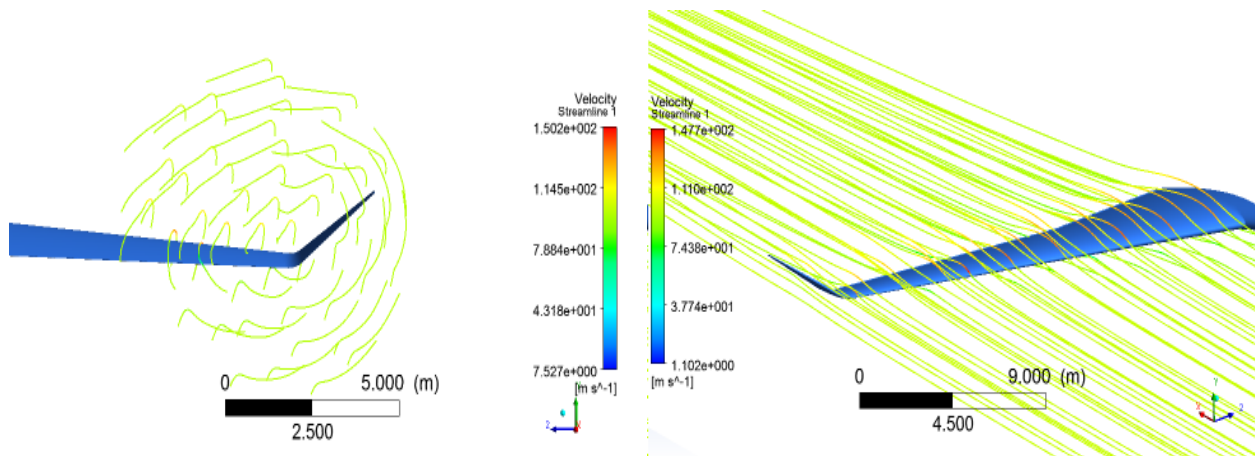 Velocity
Streamline 1
1.502e+002
1.145e+002
7.884e+001
4.318e+001
7.527e+000
[m s^-1]
0 5.000 (m)
2.500
Z
Velocity
Streamline 1
1.477e+002
1.110e+002
7.438e+001
3.774e+001
1.102e+000
[m s^-1]
0 9.000 (m)
4.500
Y
X
Z